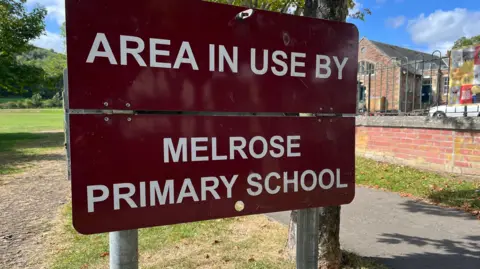 AREA IN USE BY
MELROSE
PRIMARY SCHOOL